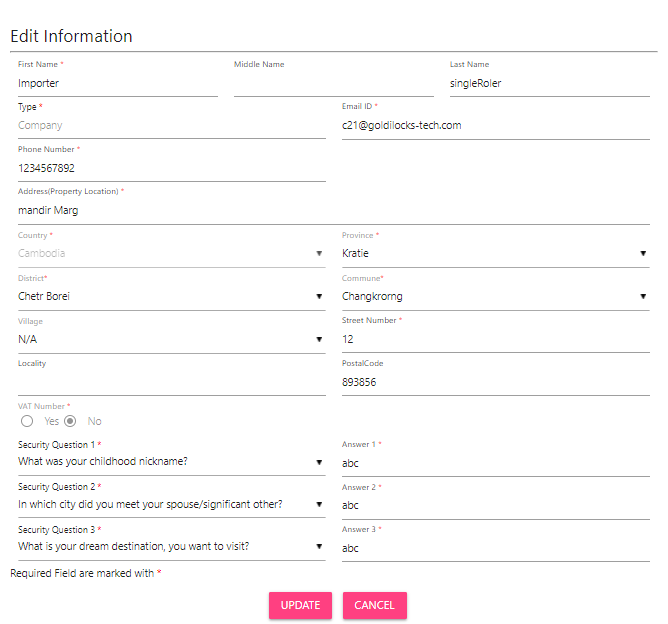 Edit Information
First Name * Middle Name Last Name
Importer singleRoler
Type * Email ID *
Company c21@goldilocks-tech.com
Phone Number *
1234567892
Address(Property Location) *
mandir Marg
Country * Province *
Cambodia Kratie
District* Commune*
Chetr Borei Changkrorng
Village Street Number *
N/A 12
Locality PostalCode
893856
VAT Number *
Yes No
Security Question 1 * Answer 1 *
What was your childhood nickname? abc
Security Question 2 * Answer 2 *
In which city did you meet your spouse/significant other? abc
Security Question 3 * Answer 3 *
What is your dream destination, you want to visit? abc
Required Field are marked with *
UPDATE CANCEL